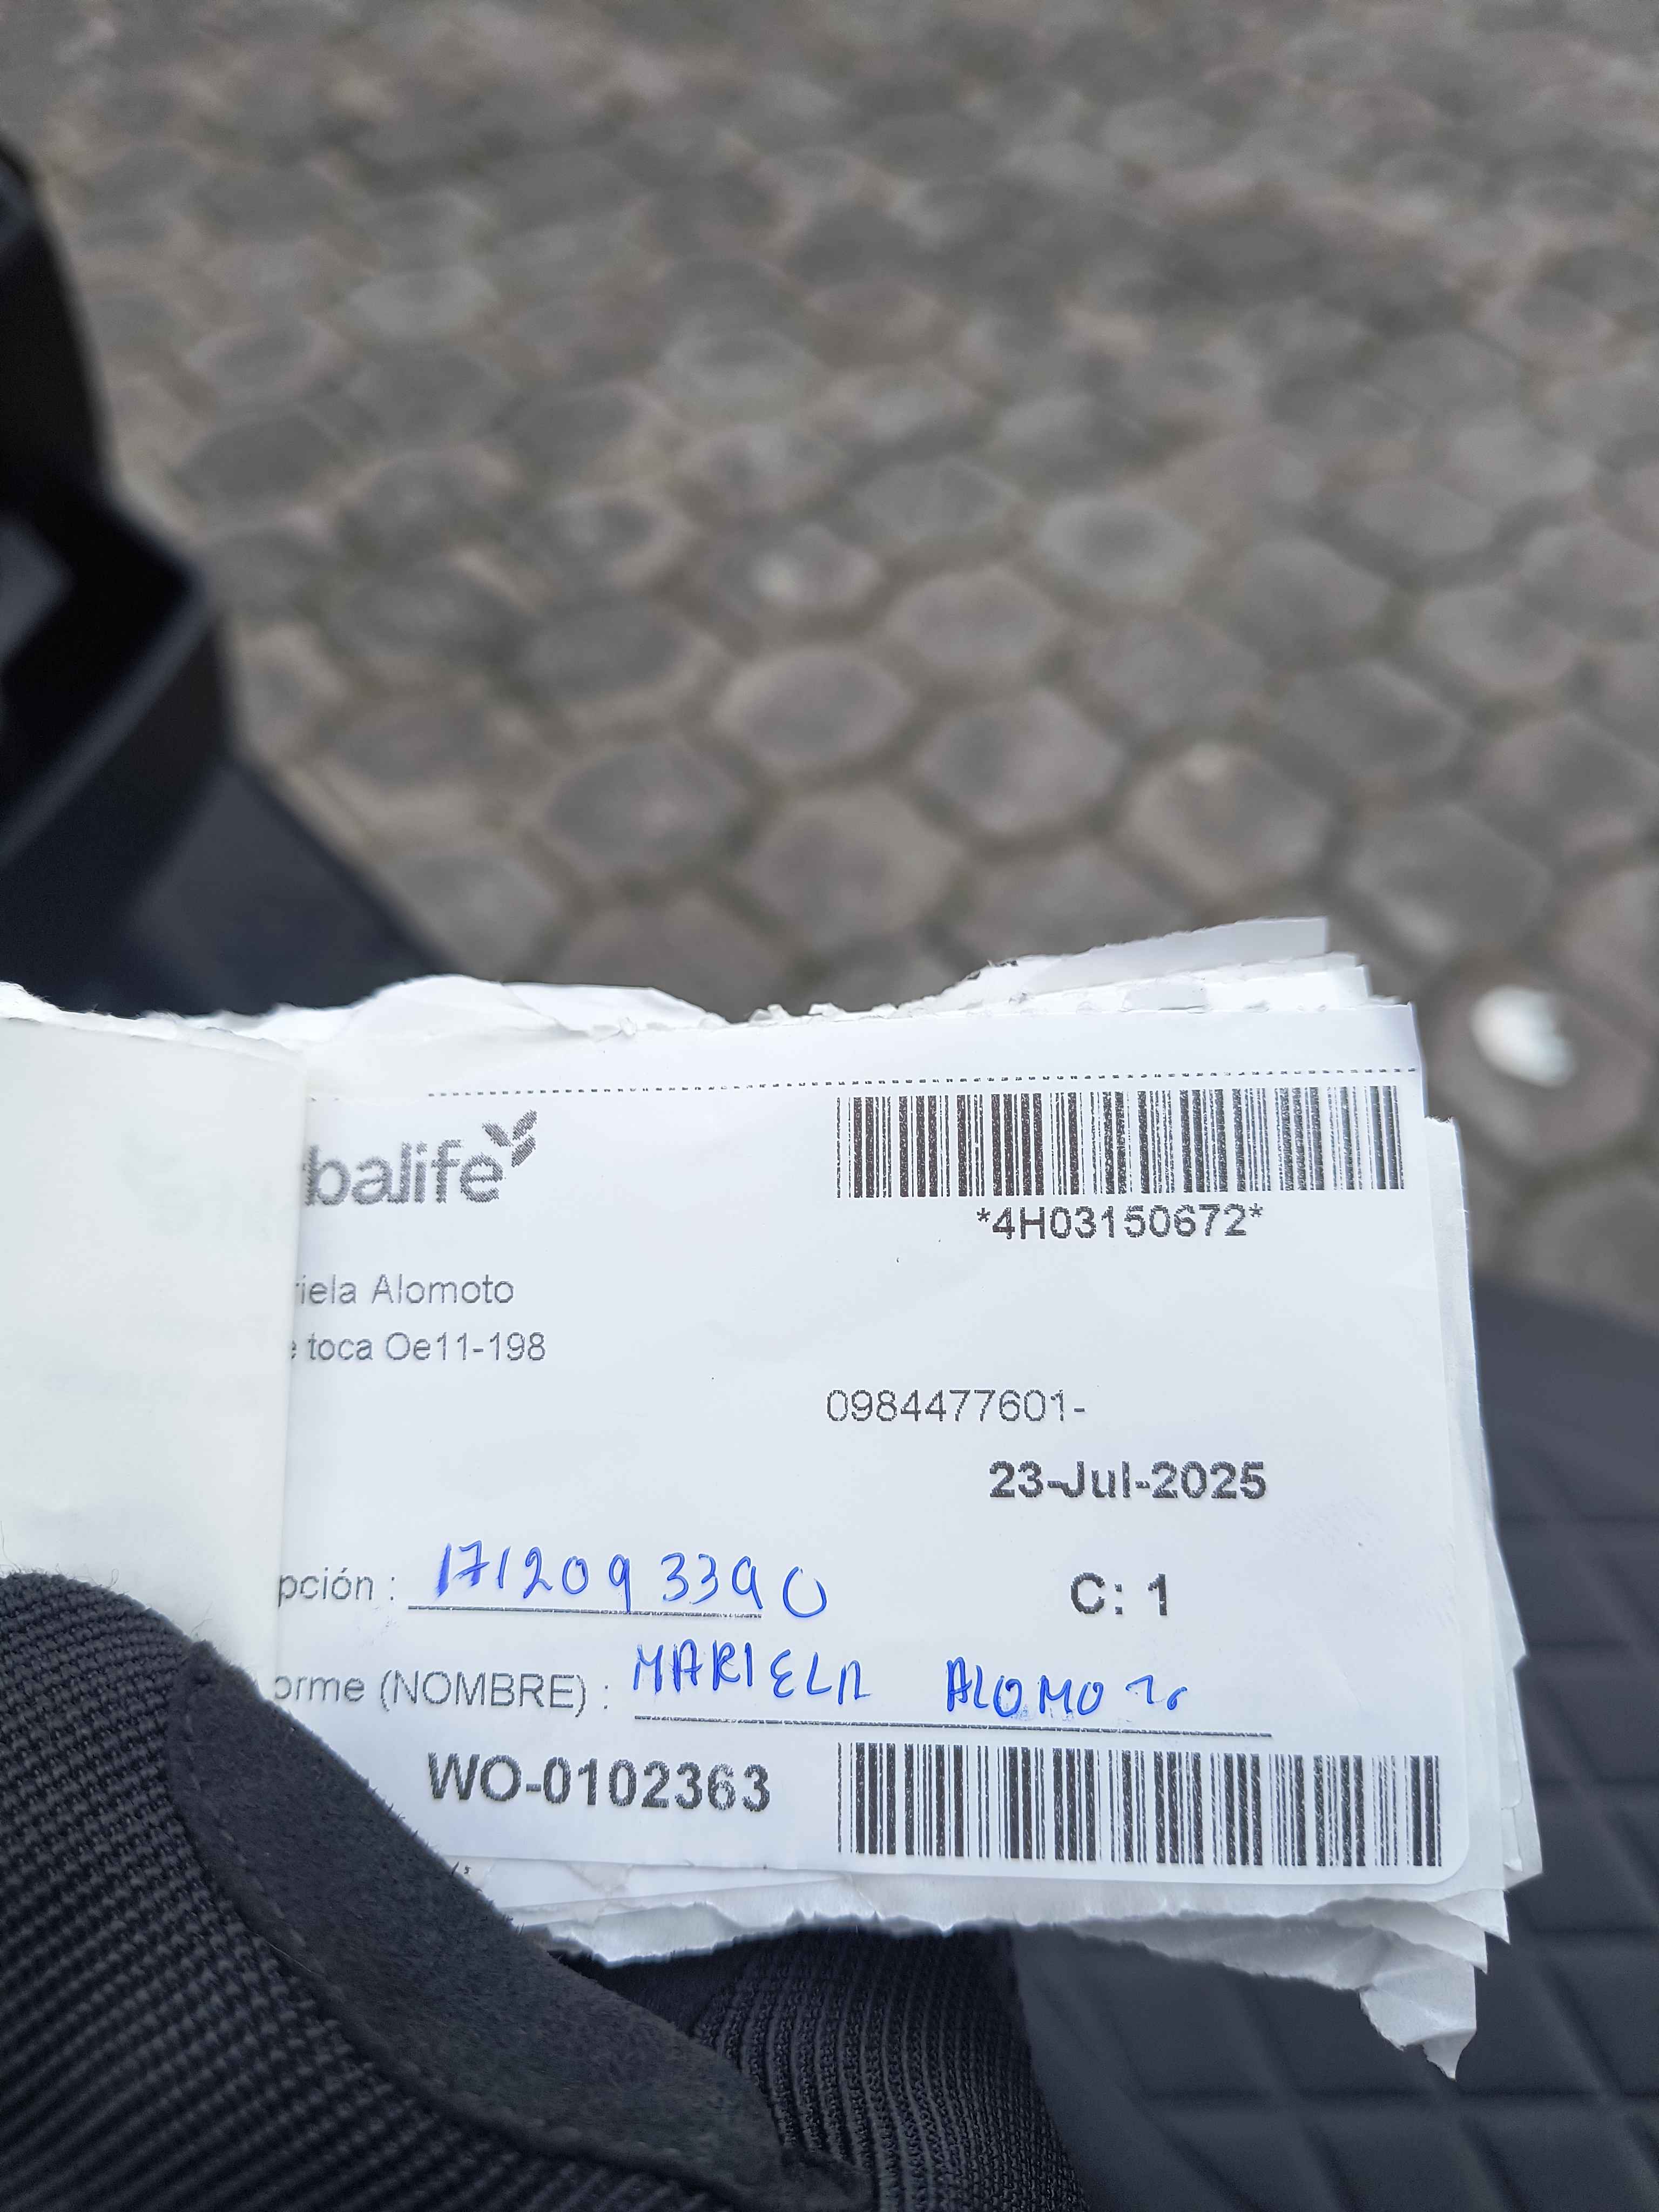 balife
*4H03150672*
riela Alomoto
e toca Oe11-198
0984477601-
23-Jul-2025
pción : 1712093390
C: 1
orme (NOMBRE) : MARIELA ALOMOTO
WO-0102363